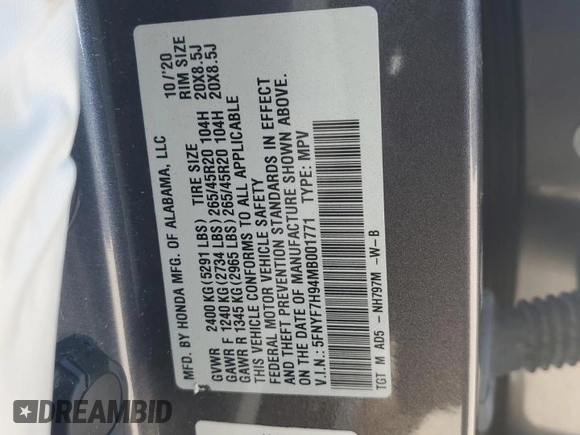 MFD. BY HONDA MFG. OF ALABAMA, LLC 10/'20
TIRE SIZE RIM SIZE
GVWR 2400 KG (5291 LBS)
GAWR F 1240 KG (2734 LBS) 265/45R20 104H 20X8.5J
GAWR R 1345 KG (2965 LBS) 265/45R20 104H 20X8.5J
THIS VEHICLE CONFORMS TO ALL APPLICABLE
FEDERAL MOTOR VEHICLE SAFETY
AND THEFT PREVENTION STANDARDS IN EFFECT
ON THE DATE OF MANUFACTURE SHOWN ABOVE.
V.I.N.: 5FNYF7H94MB001771 TYPE: MPV
TGT M AD5 - NH797M -W-B
DREAMBID